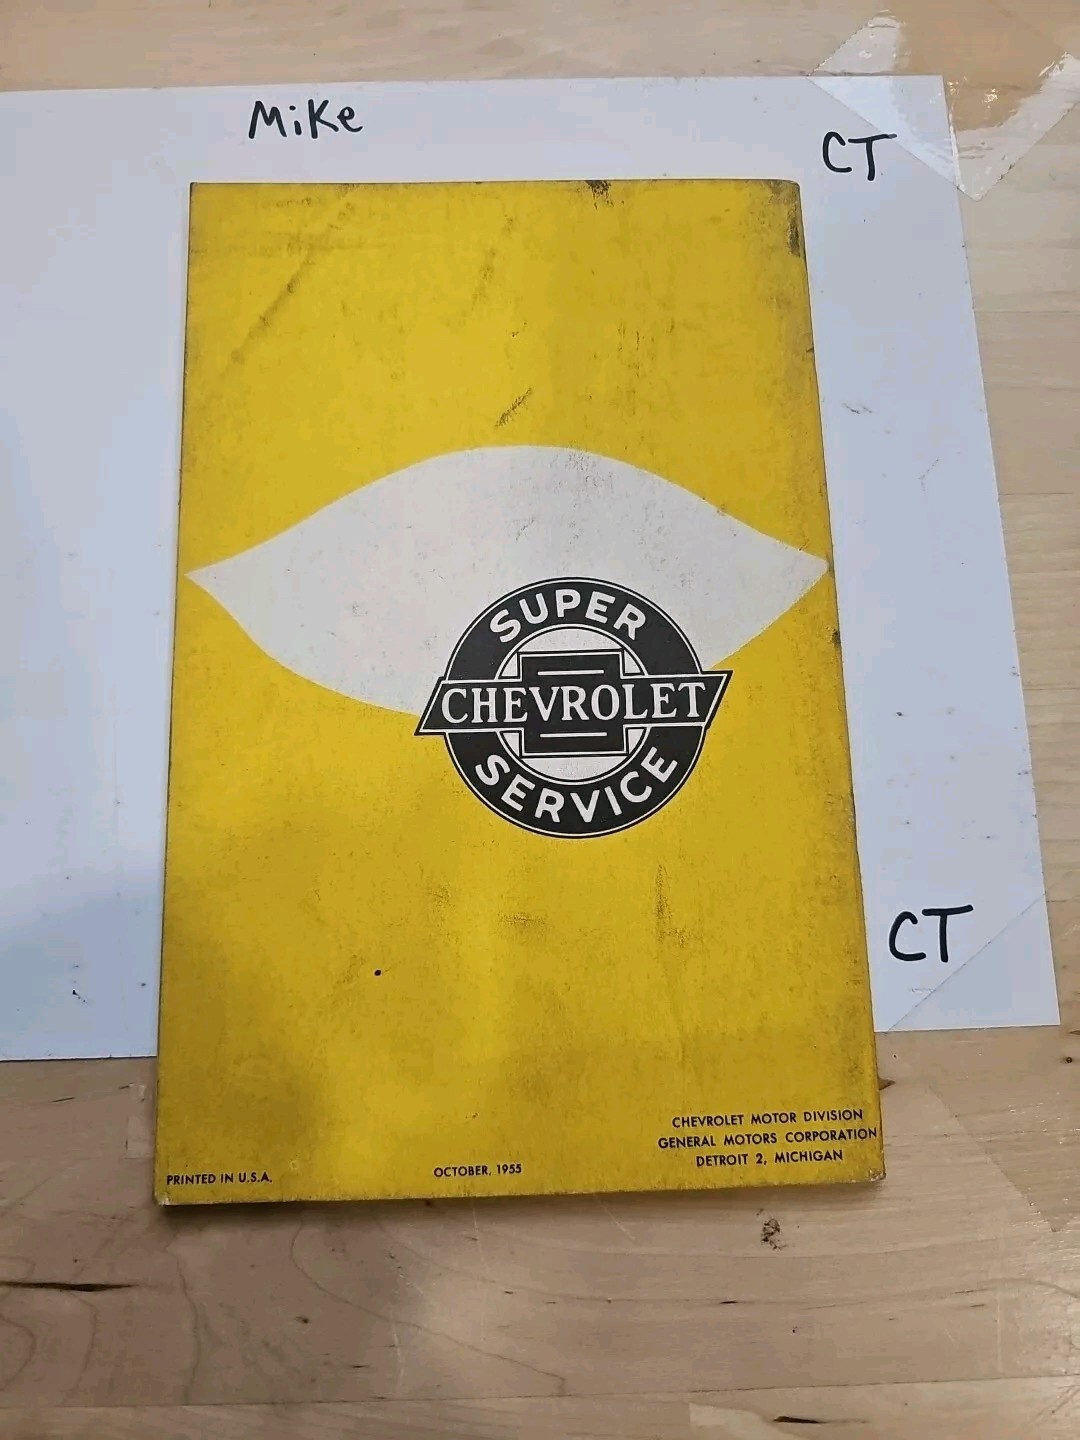 Mike
CT
SUPER
CHEVROLET
SERVICE
CT
CHEVROLET MOTOR DIVISION
GENERAL MOTORS CORPORATION
DETROIT 2, MICHIGAN
OCTOBER, 1955
PRINTED IN U.S.A.